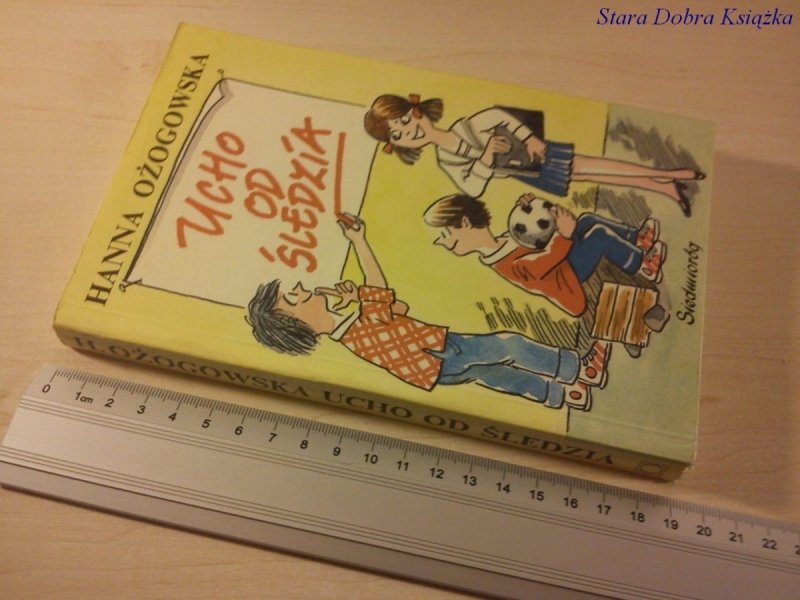 Stara Dobra Książka
HANNA OŻOGOWSKA
UCHO
OD
ŚLEDZIA
Siedmioróg
H. OŻOGOWSKA UCHO OD ŚLEDZIA
0 1cm 2 3 4 5 6 7 8 9 10 11 12 13 14 15 16 17 18 19 20 21 22